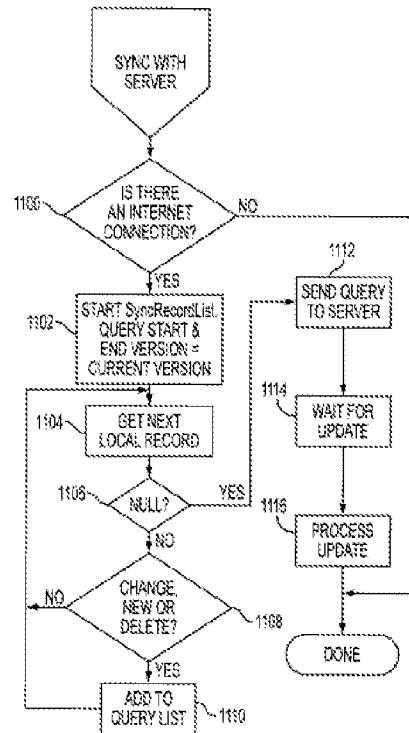 SYNC WITH
SERVER
1100
IS THERE
AN INTERNET
CONNECTION?
NO
YES
1102
START SyncRecordList.
QUERY START &
END VERSION =
CURRENT VERSION
1104
GET NEXT
LOCAL RECORD
1106
NULL?
YES
NO
CHANGE,
NEW OR
DELETE?
NO
1108
YES
ADD TO
QUERY LIST
1110
1112
SEND QUERY
TO SERVER
1114
WAIT FOR
UPDATE
1116
PROCESS
UPDATE
DONE